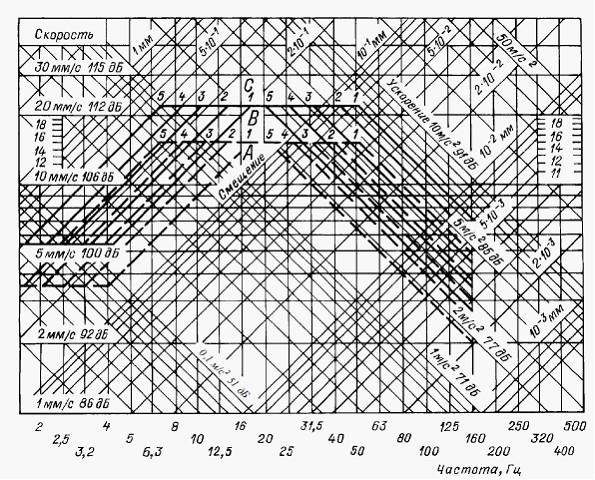 Скорость
1 мм
5·10⁻¹
2·10⁻¹
10⁻¹ мм
5·10⁻²
50 м/с²
2·10⁻²
30 мм/с 115 дБ
Ускорение 10 м/с² 91 дБ
20 мм/с 112 дБ
C
5 4 3 2 1 5 4 3 2 1
B
5 4 3 2 1 5 4 3 2 1
A
18
16
14
12
18
16
14
12
11
10⁻² мм
10 мм/с 106 дБ
Смещение
5·10⁻³
5 м/с² 85 дБ
2·10⁻³
5 мм/с 100 дБ
2 мм/с 92 дБ
2 м/с² 77 дБ
10⁻³ мм
0,1 м/с² 51 дБ
1 м/с² 71 дБ
1 мм/с 86 дБ
2 4 8 16 31,5 63 125 250 500
2,5 5 10 20 40 80 160 320
3,2 6,3 12,5 25 50 100 200 400
Частота, Гц